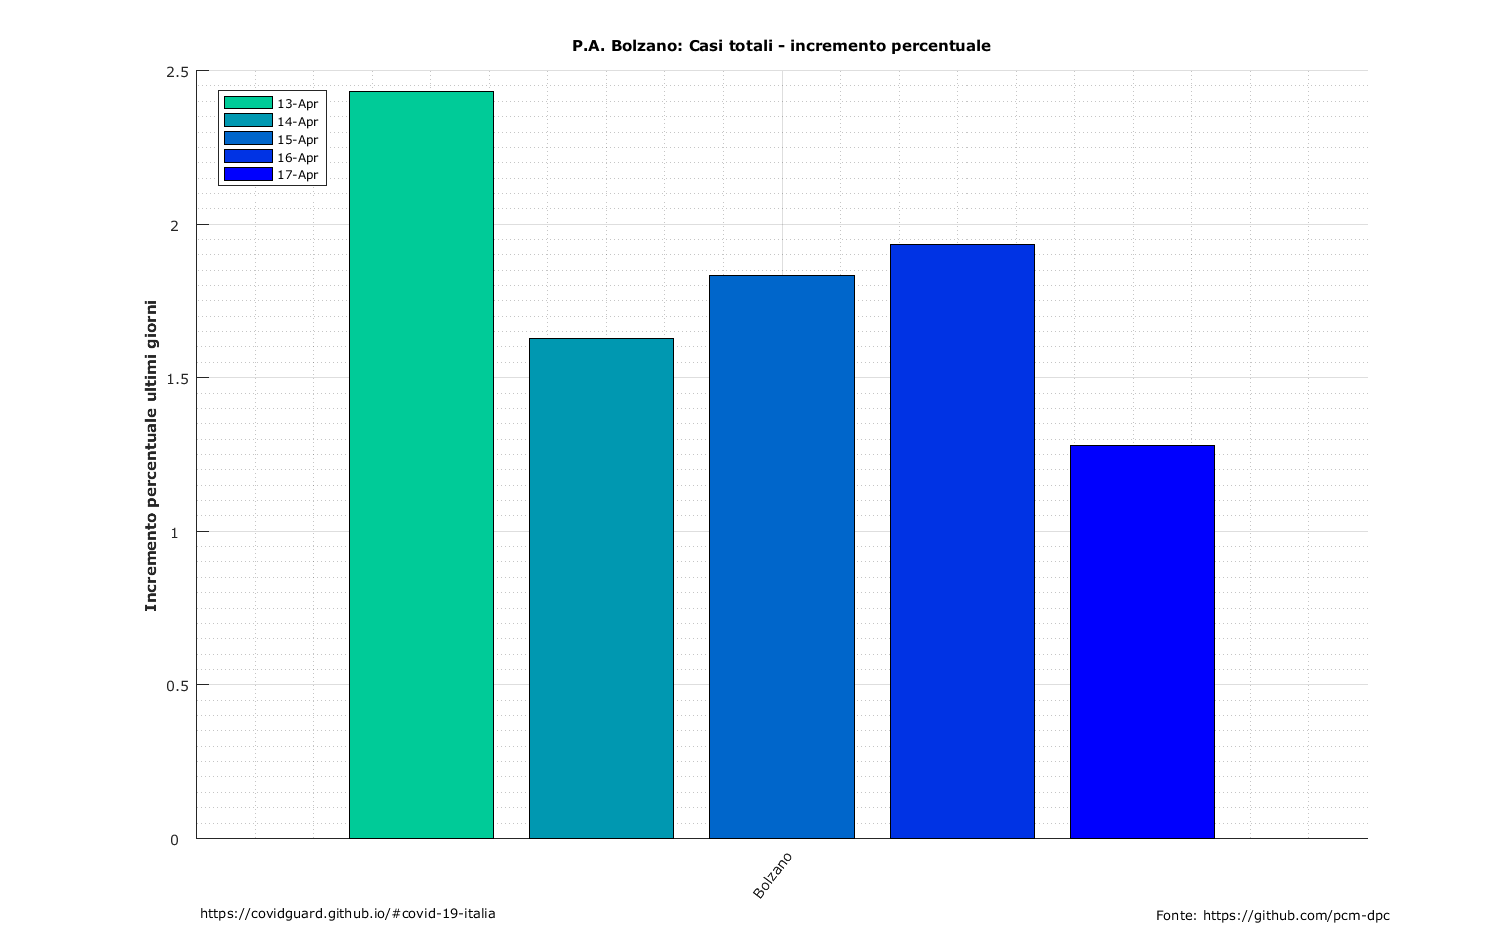 P.A. Bolzano: Casi totali - incremento percentuale
2.5
13-Apr
14-Apr
15-Apr
16-Apr
17-Apr
2
1.5
1
0.5
0
Incremento percentuale ultimi giorni
Bolzano
https://covidguard.github.io/#covid-19-italia
Fonte: https://github.com/pcm-dpc